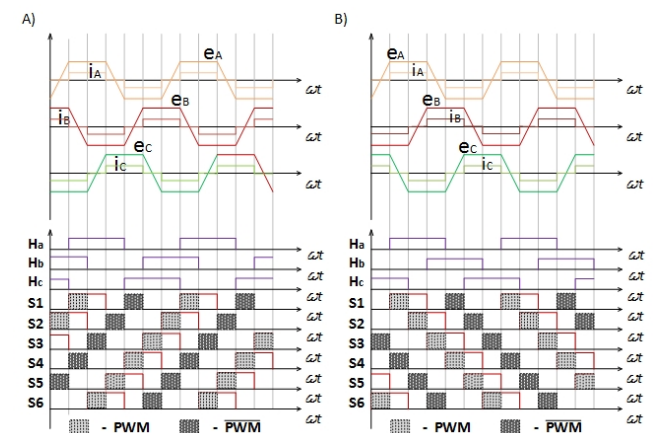 A) B)
eA iA ωt
iB eB ωt
iC eC ωt
eA iA ωt
eB iB ωt
eC iC ωt
Ha ωt
Hb ωt
Hc ωt
S1 ωt
S2 ωt
S3 ωt
S4 ωt
S5 ωt
S6 ωt
- PWM - PWM
Ha ωt
Hb ωt
Hc ωt
S1 ωt
S2 ωt
S3 ωt
S4 ωt
S5 ωt
S6 ωt
- PWM - PWM